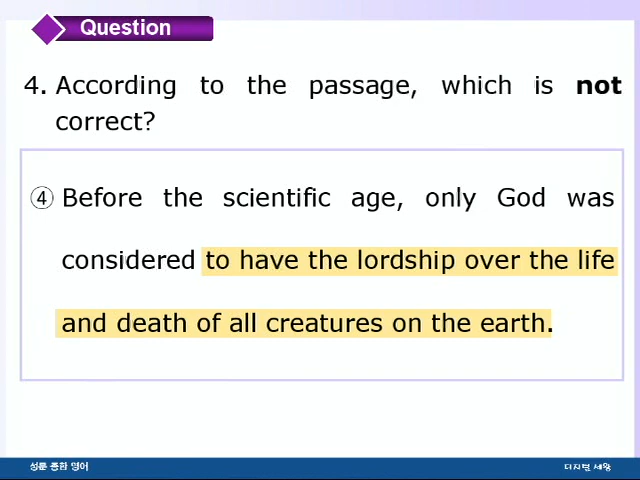 Question
4. According to the passage, which is not
correct?
④ Before the scientific age, only God was
considered to have the lordship over the life
and death of all creatures on the earth.
성문 종합 영어
디지털 세왕